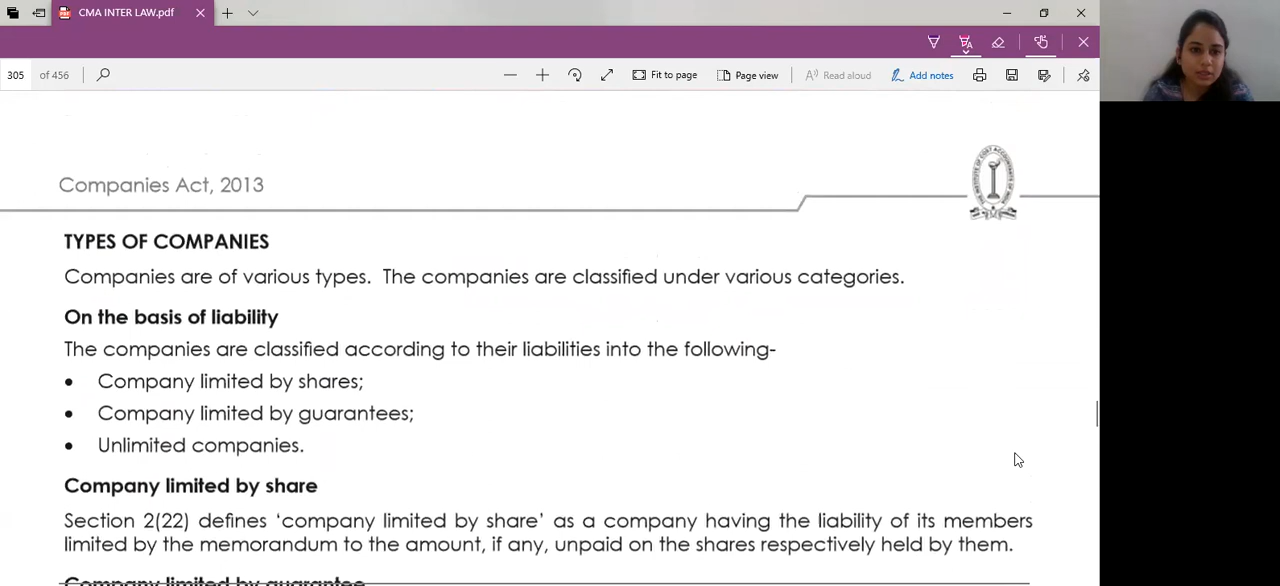 CMA INTER LAW.pdf
305 of 456
Fit to page
Page view
Read aloud
Add notes
Companies Act, 2013
TYPES OF COMPANIES
Companies are of various types. The companies are classified under various categories.
On the basis of liability
The companies are classified according to their liabilities into the following-
• Company limited by shares;
• Company limited by guarantees;
• Unlimited companies.
Company limited by share
Section 2(22) defines ‘company limited by share’ as a company having the liability of its members
limited by the memorandum to the amount, if any, unpaid on the shares respectively held by them.
Company limited by guarantee